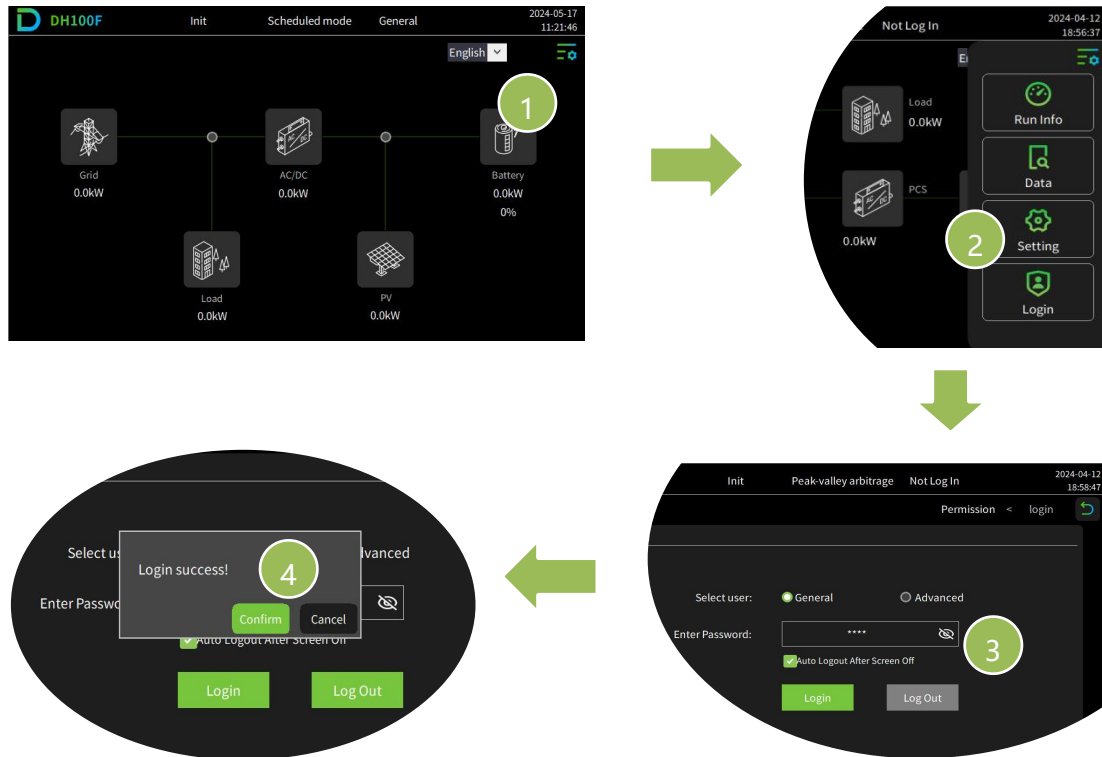 DH100F Init Scheduled mode General 2024-05-17
11:21:46
English
1
Grid
0.0kW
AC/DC
0.0kW
Battery
0.0kW
0%
Load
0.0kW
PV
0.0kW
Not Log In 2024-04-12
18:56:37
Load
0.0kW
PCS
0.0kW
Run Info
Data
2
Setting
Login
Init Peak-valley arbitrage Not Log In 2024-04-12
18:58:47
Permission < login
Select user: General Advanced
Enter Password: ****
3
Auto Logout After Screen Off
Login Log Out
Login success!
4
Confirm Cancel
Auto Logout After Screen Off
Login Log Out